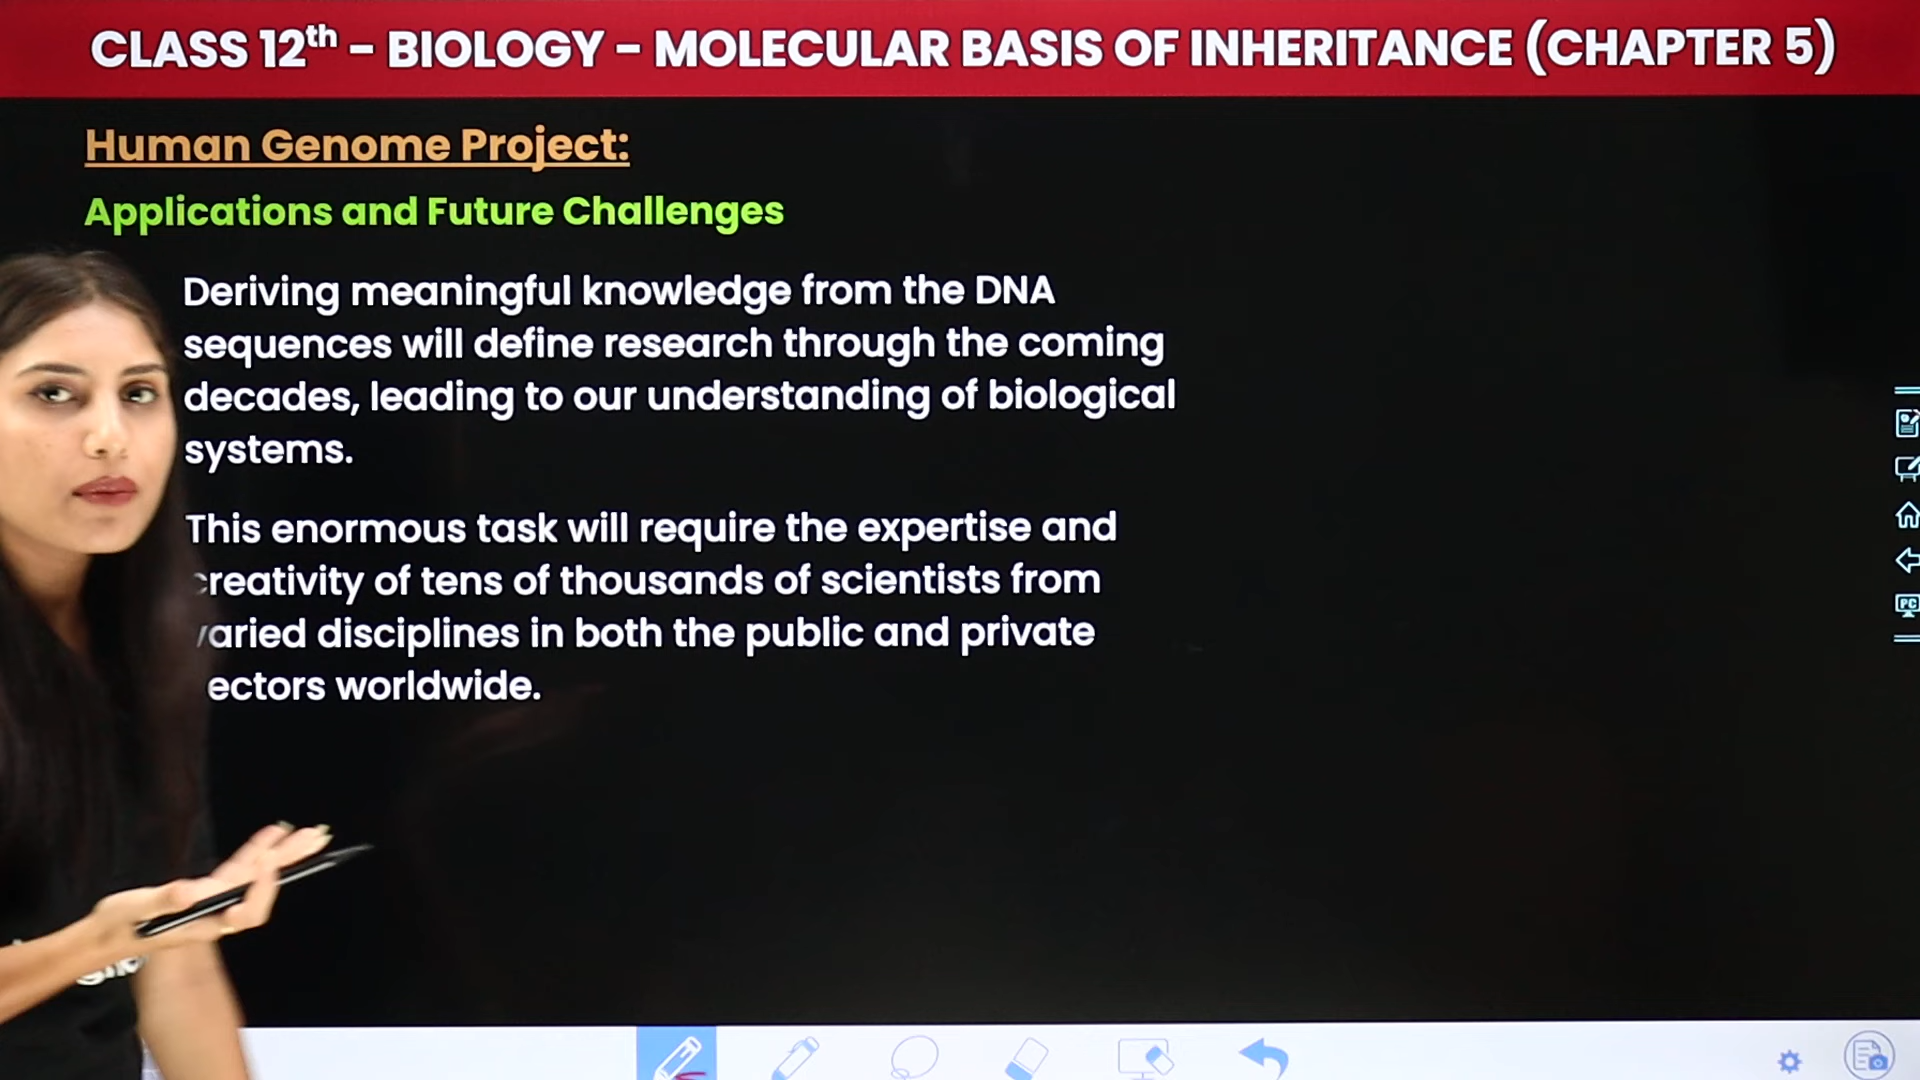 CLASS 12th – BIOLOGY – MOLECULAR BASIS OF INHERITANCE (CHAPTER 5)
Human Genome Project:
Applications and Future Challenges
Deriving meaningful knowledge from the DNA
sequences will define research through the coming
decades, leading to our understanding of biological
systems.
This enormous task will require the expertise and
creativity of tens of thousands of scientists from
varied disciplines in both the public and private
ectors worldwide.
PC